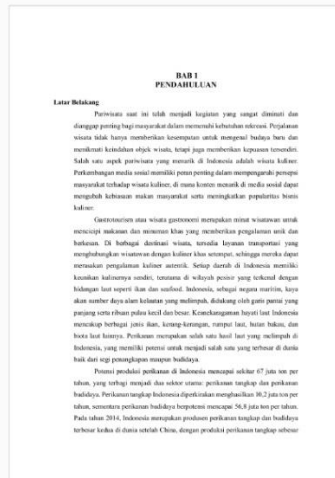 BAB I
PENDAHULUAN
Latar Belakang
Pariwisata saat ini telah menjadi kegiatan yang sangat diminati dan
dianggap penting bagi masyarakat dalam memenuhi kebutuhan rekreasi. Perjalanan
wisata tidak hanya memberikan kesempatan untuk mengenal budaya baru dan
menikmati keindahan objek wisata, tetapi juga memberikan kepuasan tersendiri.
Salah satu aspek pariwisata yang menarik di Indonesia adalah wisata kuliner.
Perkembangan media sosial memiliki peran penting dalam mempengaruhi persepsi
masyarakat terhadap wisata kuliner, di mana konten menarik di media sosial dapat
mengubah kebiasaan makan masyarakat serta meningkatkan popularitas bisnis
kuliner.
Gastrotourism atau wisata gastronomi merupakan minat wisatawan untuk
mencicipi makanan dan minuman khas yang memberikan pengalaman unik dan
berkesan. Di berbagai destinasi wisata, tersedia layanan transportasi yang
menghubungkan wisatawan dengan kuliner khas setempat, sehingga mereka dapat
merasakan pengalaman kuliner autentik. Setiap daerah di Indonesia memiliki
keunikan kulinernya sendiri, terutama di wilayah pesisir yang terkenal dengan
hidangan laut seperti ikan dan seafood. Indonesia, sebagai negara maritim, kaya
akan sumber daya alam kelautan yang melimpah, didukung oleh garis pantai yang
panjang serta ribuan pulau kecil dan besar. Keanekaragaman hayati laut Indonesia
mencakup berbagai jenis ikan, kerang-kerangan, rumput laut, hutan bakau, dan
biota laut lainnya. Perikanan merupakan salah satu hasil laut yang melimpah di
Indonesia, yang memiliki potensi untuk menjadi salah satu yang terbesar di dunia
baik dari segi penangkapan maupun budidaya.
Potensi produksi perikanan di Indonesia mencapai sekitar 67 juta ton per
tahun, yang terbagi menjadi dua sektor utama: perikanan tangkap dan perikanan
budidaya. Perikanan tangkap Indonesia diperkirakan menghasilkan 10,2 juta ton per
tahun, sementara perikanan budidaya berpotensi mencapai 56,8 juta ton per tahun.
Pada tahun 2014, Indonesia merupakan produsen perikanan tangkap dan budidaya
terbesar kedua di dunia setelah China, dengan produksi perikanan tangkap sebesar